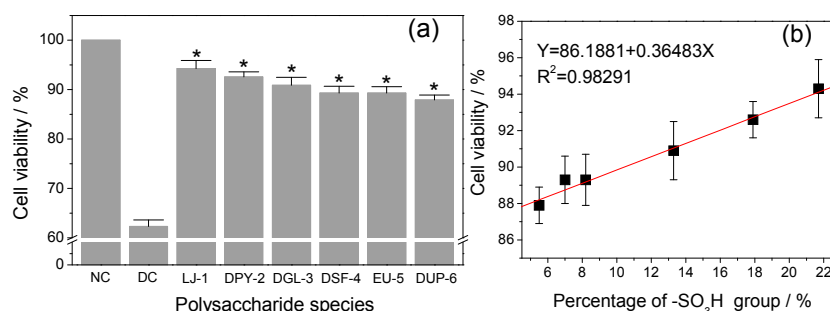 (a)
100
90
80
70
60
0
Cell viability / %
*
*
*
*
*
*
NC DC LJ-1 DPY-2 DGL-3 DSF-4 EU-5 DUP-6
Polysaccharide species
(b)
Y=86.1881+0.36483X
R²=0.98291
98
96
94
92
90
88
86
Cell viability / %
6 8 10 12 14 16 18 20 22
Percentage of -SO₃H group / %